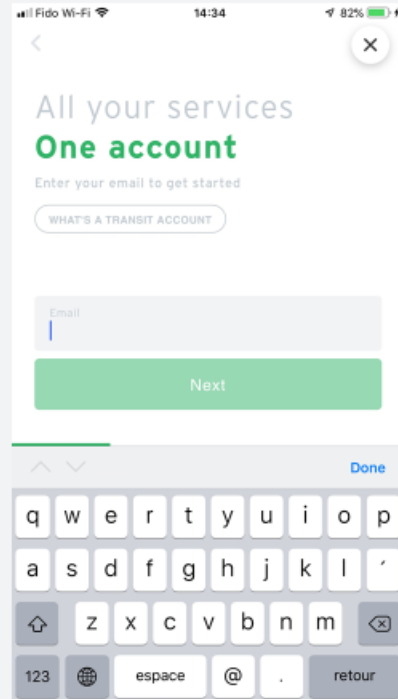 Fido Wi-Fi 14:34 82%
All your services
One account
Enter your email to get started
WHAT'S A TRANSIT ACCOUNT
Email
Next
Done
q w e r t y u i o p
a s d f g h j k l ´
z x c v b n m
123 espace @ . retour